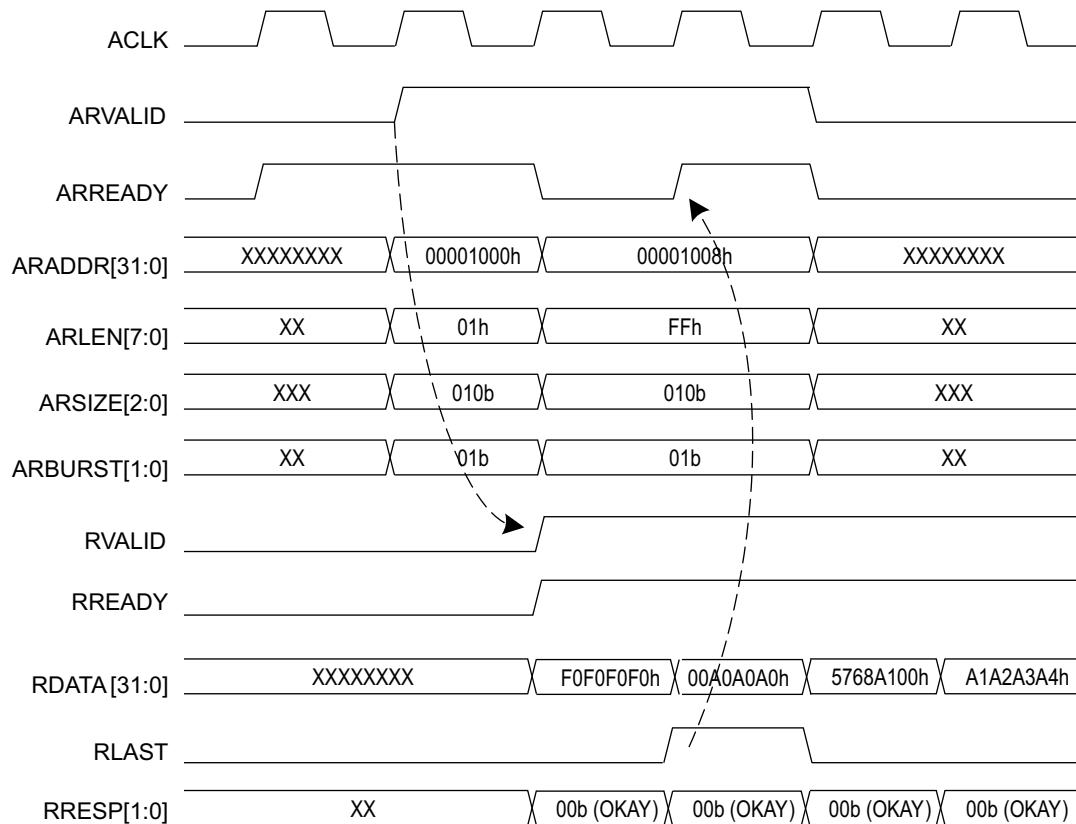 ACLK
ARVALID
ARREADY
ARADDR[31:0] XXXXXXXX 00001000h 00001008h XXXXXXXX
ARLEN[7:0] XX 01h FFh XX
ARSIZE[2:0] XXX 010b 010b XXX
ARBURST[1:0] XX 01b 01b XX
RVALID
RREADY
RDATA [31:0] XXXXXXXX F0F0F0F0h 00A0A0A0h 5768A100h A1A2A3A4h
RLAST
RRESP[1:0] XX 00b (OKAY) 00b (OKAY) 00b (OKAY) 00b (OKAY)